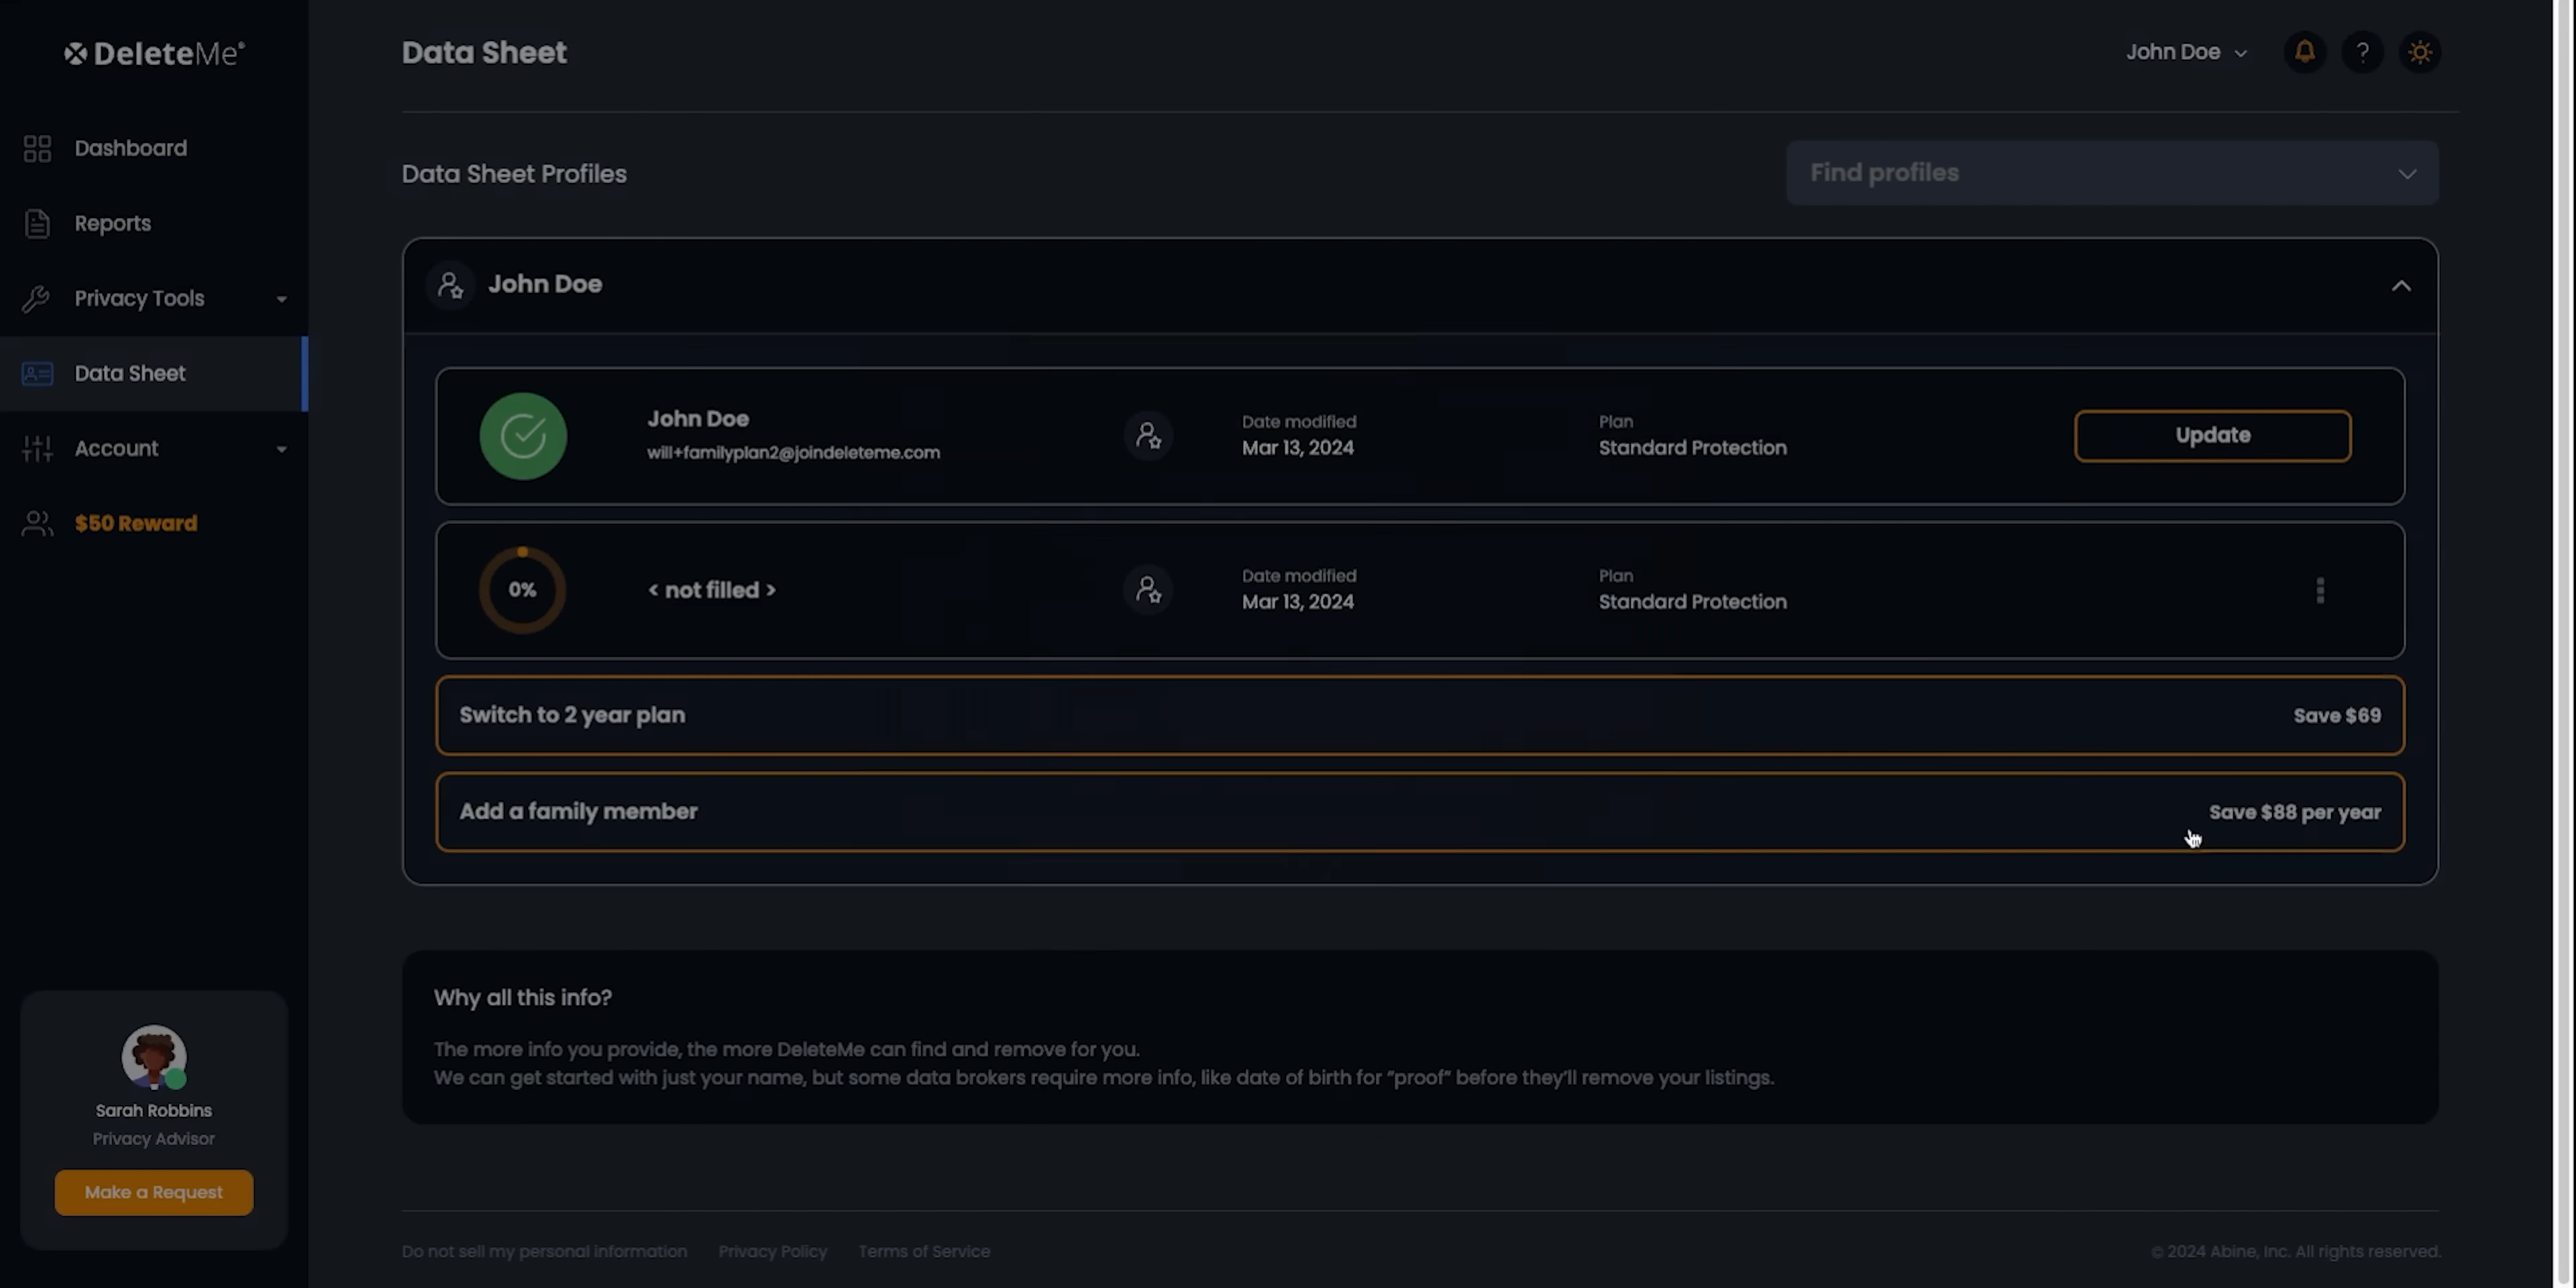 DeleteMe®
Dashboard
Reports
Privacy Tools
Data Sheet
Account
$50 Reward
Sarah Robbins
Privacy Advisor
Make a Request
Data Sheet
John Doe
?
Data Sheet Profiles
Find profiles
John Doe
John Doe
will+familyplan2@joindeleteme.com
Date modified
Mar 13, 2024
Plan
Standard Protection
Update
0%
< not filled >
Date modified
Mar 13, 2024
Plan
Standard Protection
Switch to 2 year plan
Save $69
Add a family member
Save $88 per year
Why all this info?
The more info you provide, the more DeleteMe can find and remove for you.
We can get started with just your name, but some data brokers require more info, like date of birth for “proof” before they’ll remove your listings.
Do not sell my personal information
Privacy Policy
Terms of Service
© 2024 Abine, Inc. All rights reserved.